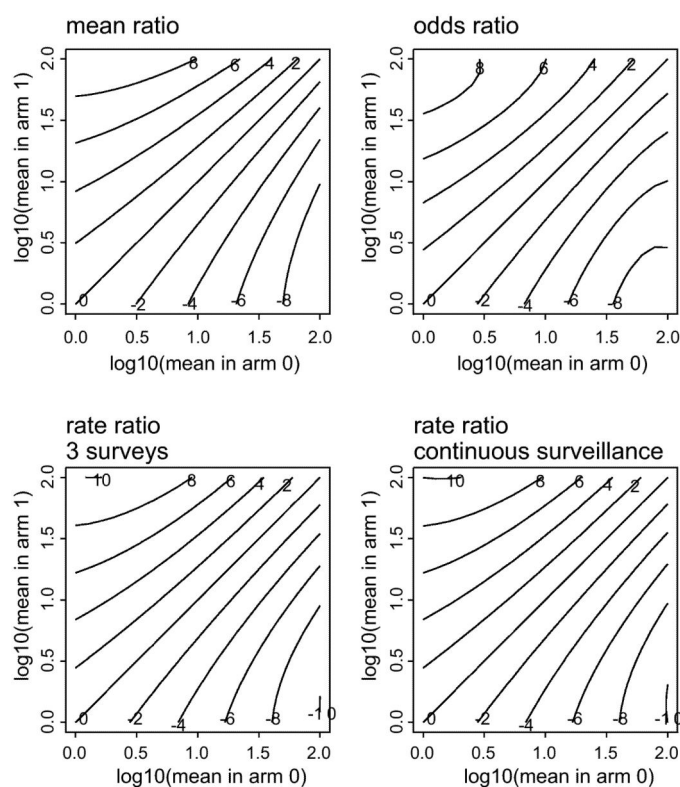 mean ratio
log10(mean in arm 1)
0.0 0.5 1.0 1.5 2.0
8 6 4 2
0 -2 -4 -6 -8
0.0 0.5 1.0 1.5 2.0
log10(mean in arm 0)
odds ratio
log10(mean in arm 1)
0.0 0.5 1.0 1.5 2.0
8 6 4 2
0 -2 -4 -6 -8
0.0 0.5 1.0 1.5 2.0
log10(mean in arm 0)
rate ratio
3 surveys
log10(mean in arm 1)
0.0 0.5 1.0 1.5 2.0
10 8 6 4 2
0 -2 -4 -6 -8 -10
0.0 0.5 1.0 1.5 2.0
log10(mean in arm 0)
rate ratio
continuous surveillance
log10(mean in arm 1)
0.0 0.5 1.0 1.5 2.0
10 8 6 4 2
0 -2 -4 -6 -8 -10
0.0 0.5 1.0 1.5 2.0
log10(mean in arm 0)